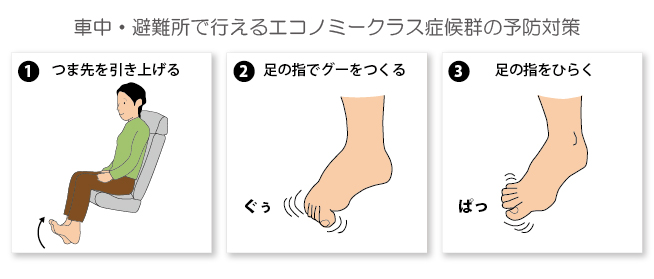 車中・避難所で行えるエコノミークラス症候群の予防対策
1 つま先を引き上げる
2 足の指でグーをつくる
ぐぅ
3 足の指をひらく
ぱっ